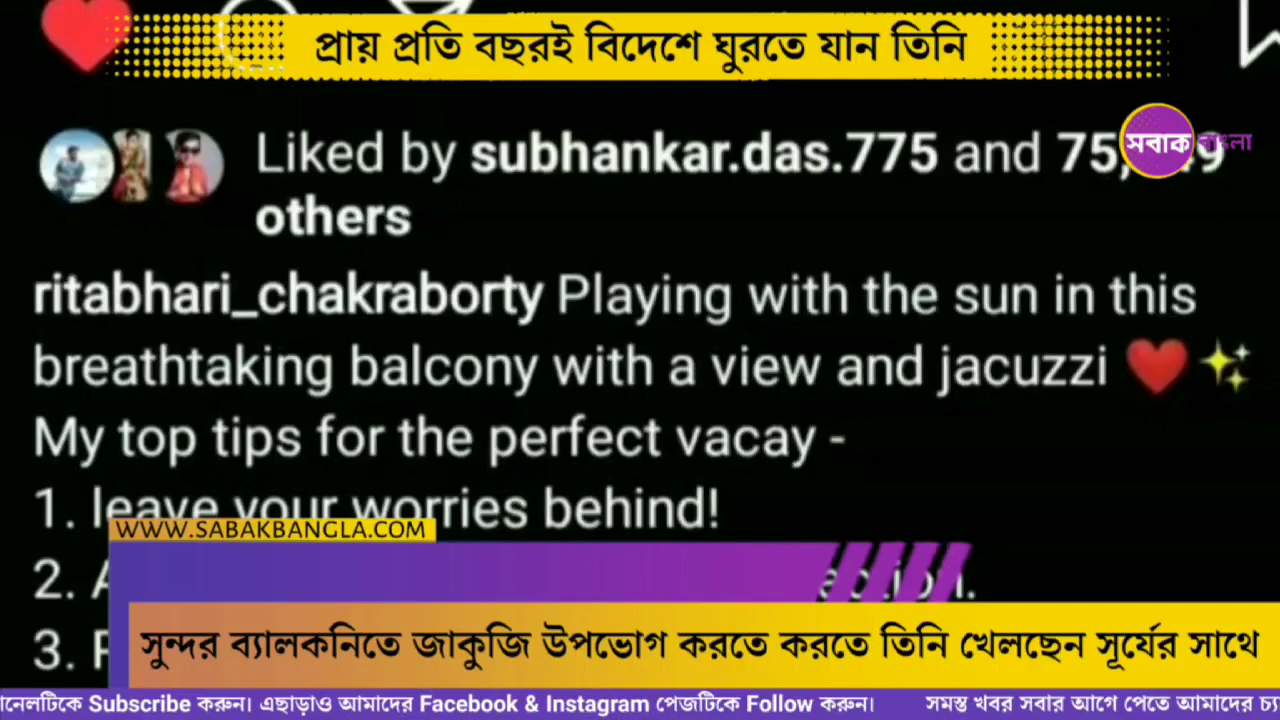 প্রায় প্রতি বছরই বিদেশে ঘুরতে যান তিনি
সবাক বাংলা
Liked by subhankar.das.775 and
others
ritabhari_chakraborty Playing with the sun in this
breathtaking balcony with a view and jacuzzi ❤️✨
My top tips for the perfect vacay -
1. leave your worries behind!
WWW.SABAKBANGLA.COM
2.
3.
সুন্দর ব্যালকনিতে জাকুজি উপভোগ করতে করতে তিনি খেলছেন সূর্যের সাথে
Subscribe করুন। এছাড়াও আমাদের Facebook & Instagram পেজটিকে Follow করুন। সমস্ত খবর সবার আগে পেতে আমাদের